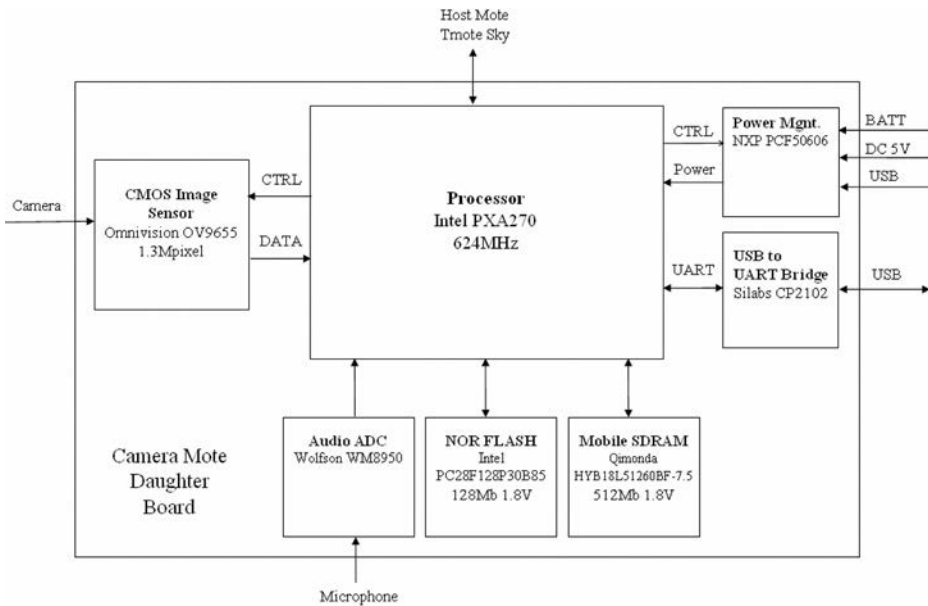 Host Mote
Tmote Sky
Camera
CMOS Image
Sensor
Omnivision OV9655
1.3Mpixel
CTRL
DATA
Processor
Intel PXA270
624MHz
CTRL
Power
Power Mgnt.
NXP PCF50606
BATT
DC 5V
USB
UART
USB to
UART Bridge
Silabs CP2102
USB
Camera Mote
Daughter
Board
Audio ADC
Wolfson WM8950
NOR FLASH
Intel
PC28F128P30B85
128Mb 1.8V
Mobile SDRAM
Qimonda
HYB18L51260BF-7.5
512Mb 1.8V
Microphone